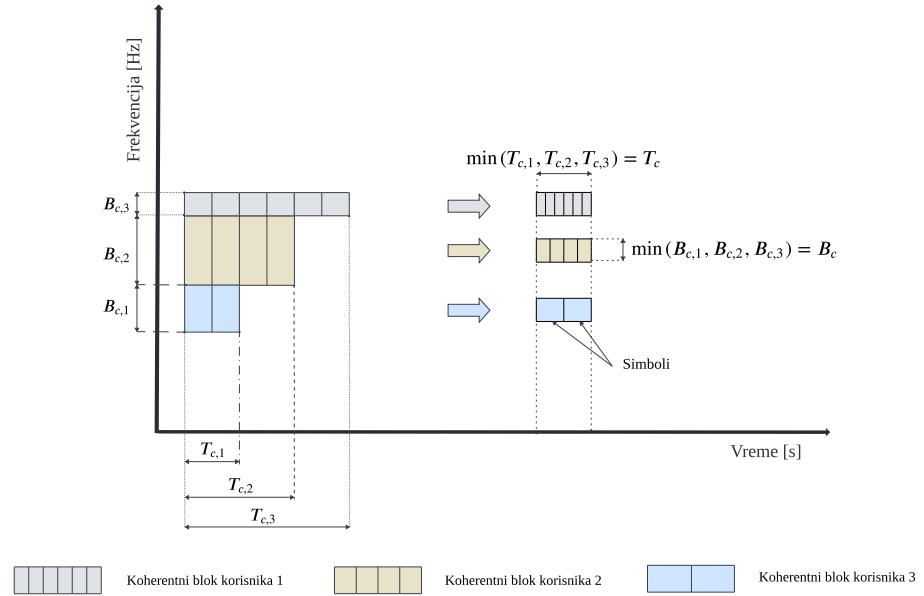 Frekvencija [Hz]
min (T_{c,1}, T_{c,2}, T_{c,3}) = T_c
B_{c,3}
B_{c,2}
min (B_{c,1}, B_{c,2}, B_{c,3}) = B_c
B_{c,1}
Simboli
T_{c,1}
Vreme [s]
T_{c,2}
T_{c,3}
Koherentni blok korisnika 1
Koherentni blok korisnika 2
Koherentni blok korisnika 3